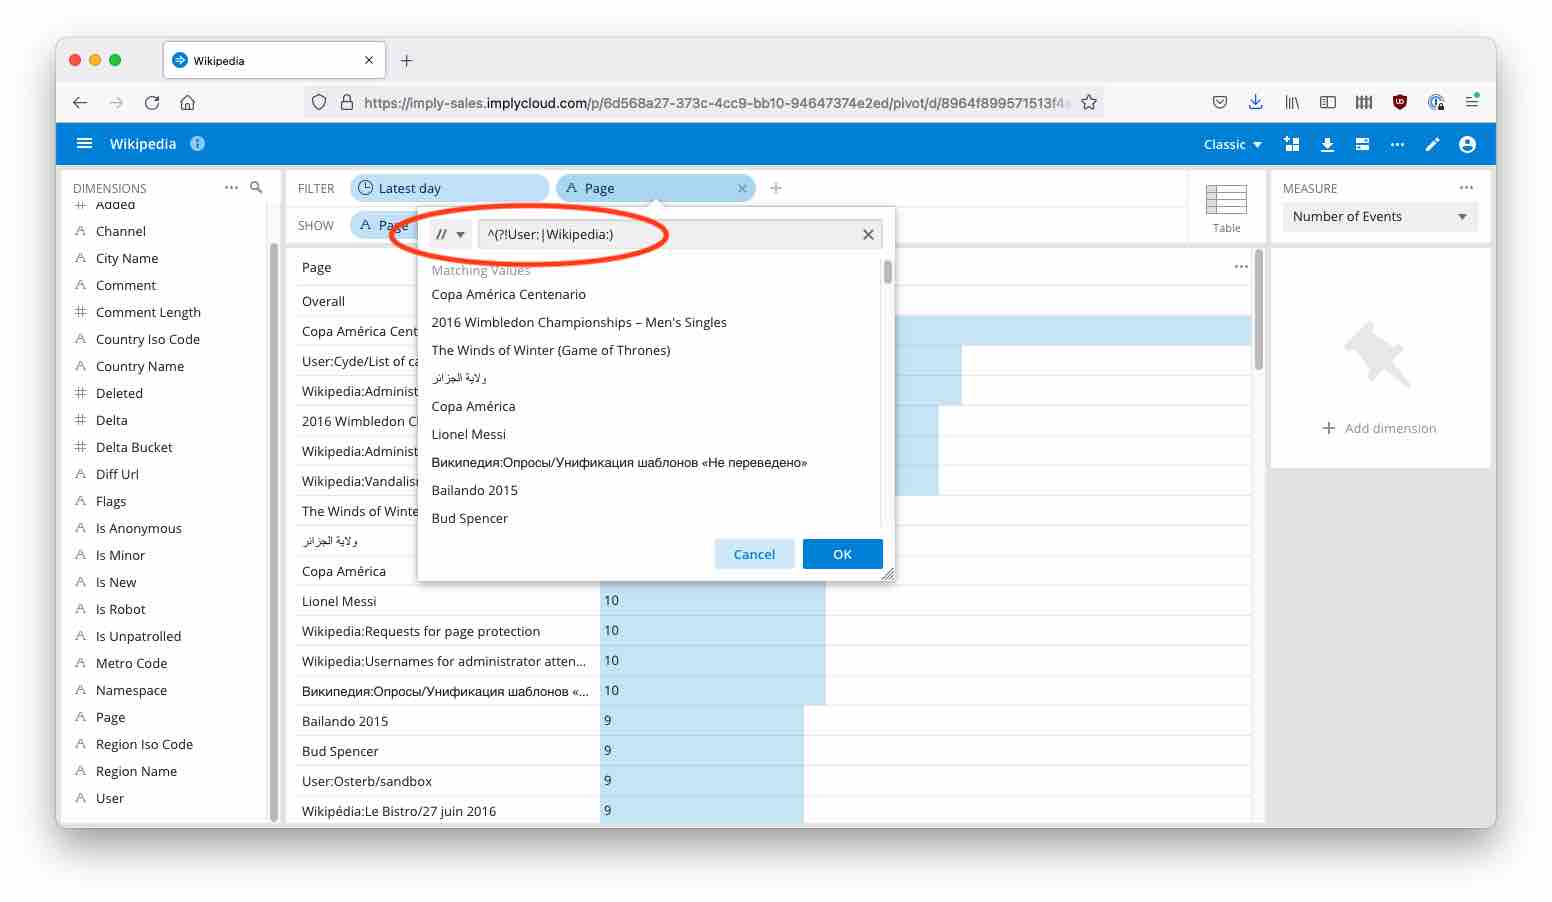 Wikipedia
https://imply-sales.implycloud.com/p/6d568a27-373c-4cc9-bb10-94647374e2ed/pivot/d/8964f899571513f4
Wikipedia
Classic
DIMENSIONS
Added
Channel
City Name
Comment
Comment Length
Country Iso Code
Country Name
Deleted
Delta
Delta Bucket
Diff Url
Flags
Is Anonymous
Is Minor
Is New
Is Robot
Is Unpatrolled
Metro Code
Namespace
Page
Region Iso Code
Region Name
User
FILTER Latest day Page
SHOW Page
// ^(?!User:|Wikipedia:)
Matching Values
Copa América Centenario
2016 Wimbledon Championships – Men's Singles
The Winds of Winter (Game of Thrones)
ولاية الجزائر
Copa América
Lionel Messi
Википедия:Опросы/Унификация шаблонов «Не переведено»
Bailando 2015
Bud Spencer
Cancel OK
Page
Overall
Copa América Cent
User:Cyde/List of ca
Wikipedia:Administ
2016 Wimbledon C
Wikipedia:Administ
Wikipedia:Vandalis
The Winds of Winte
ولاية الجزائر
Copa América
Lionel Messi 10
Wikipedia:Requests for page protection 10
Wikipedia:Usernames for administrator atten... 10
Википедия:Опросы/Унификация шаблонов «... 10
Bailando 2015 9
Bud Spencer 9
User:Osterb/sandbox 9
Wikipédia:Le Bistro/27 juin 2016 9
Table
MEASURE
Number of Events
Add dimension